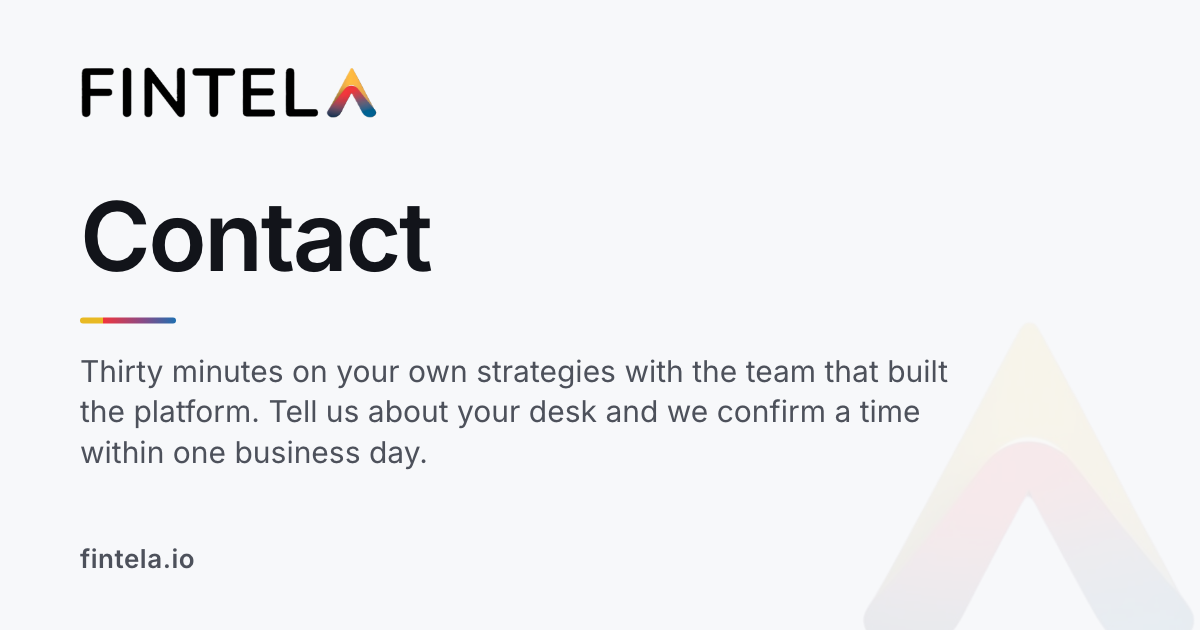 FINTELA
Contact
Thirty minutes on your own strategies with the team that built
the platform. Tell us about your desk and we confirm a time
within one business day.
fintela.io